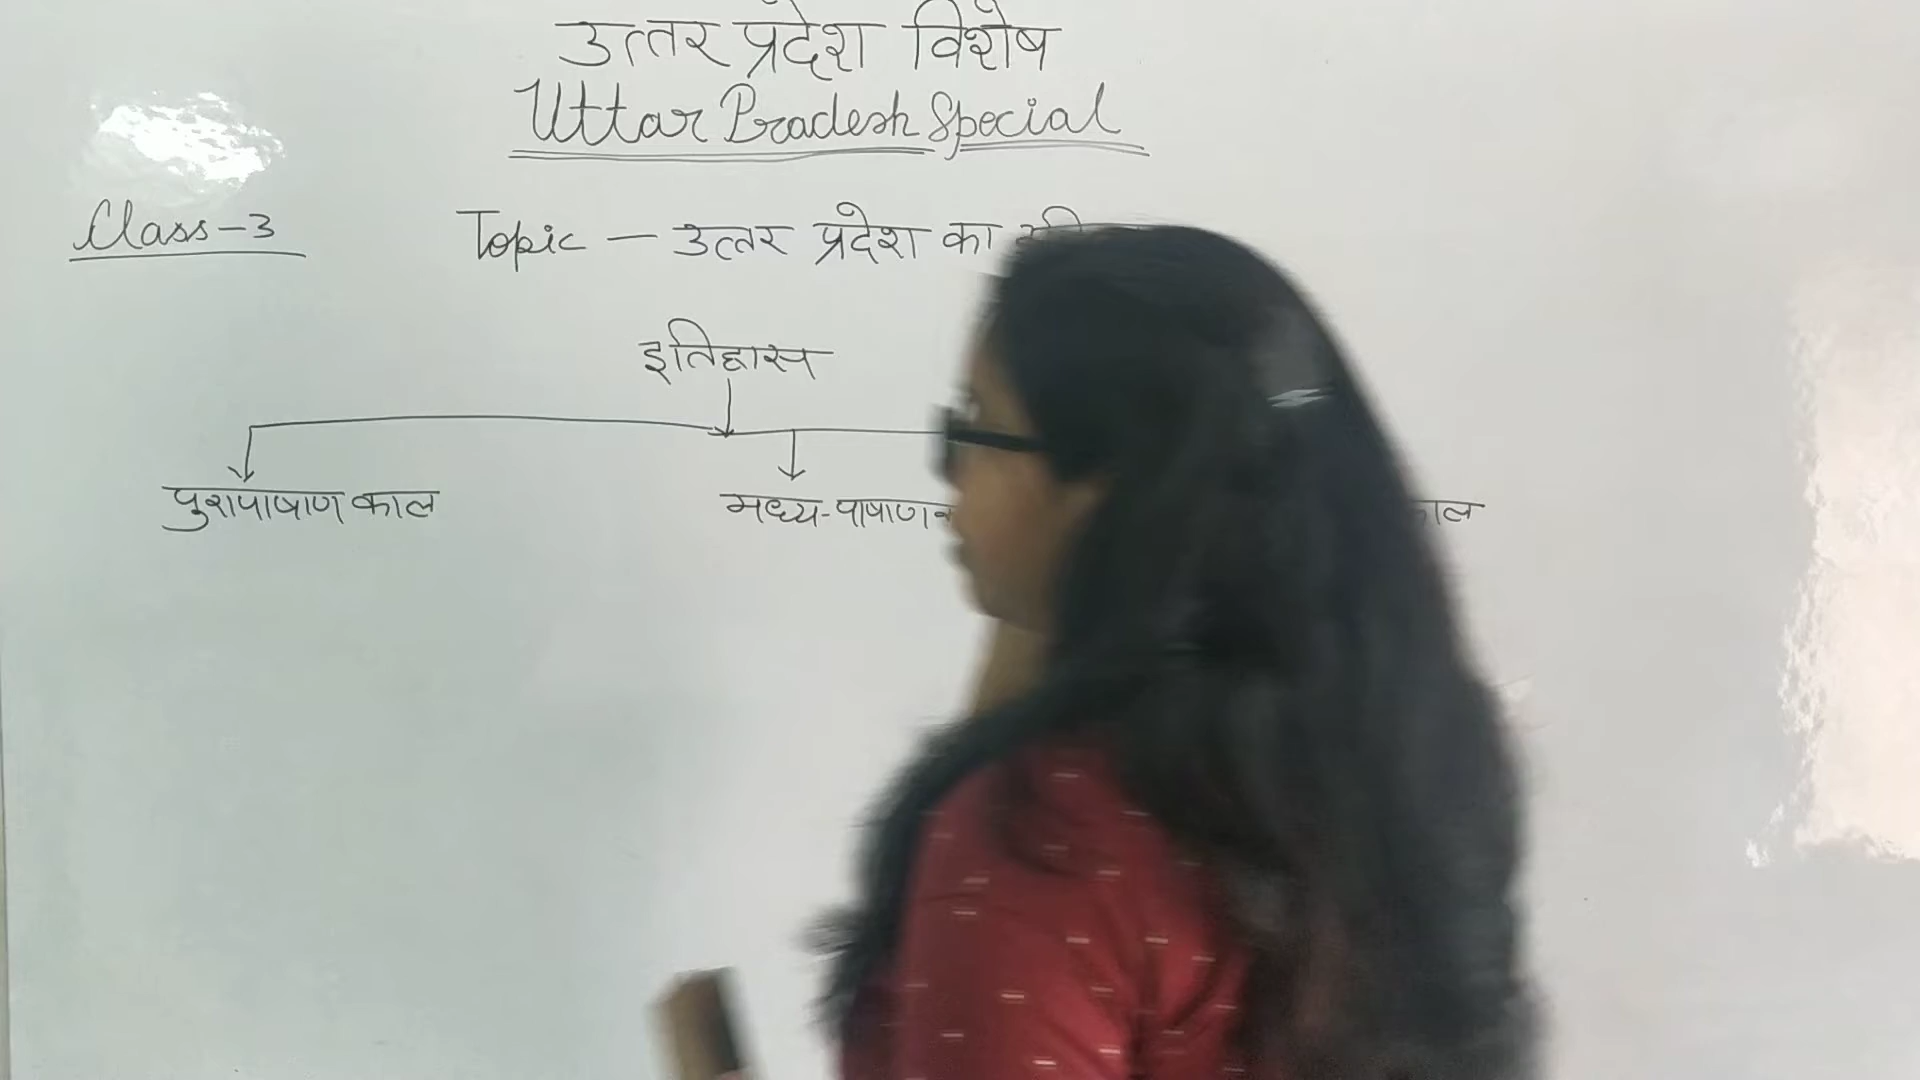 उत्तर प्रदेश विशेष
Uttar Pradesh Special
Class-3 Topic - उत्तर प्रदेश का
इतिहास
पुरापाषाण काल मध्य-पाषाण